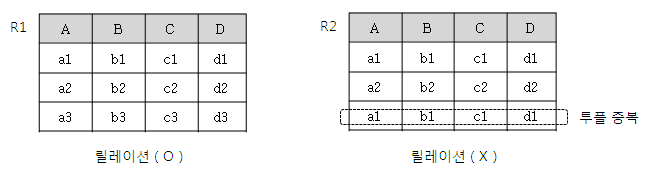 R1
A B C D
a1 b1 c1 d1
a2 b2 c2 d2
a3 b3 c3 d3
릴레이션 ( O )
R2
A B C D
a1 b1 c1 d1
a2 b2 c2 d2
a1 b1 c1 d1
투플 중복
릴레이션 ( X )